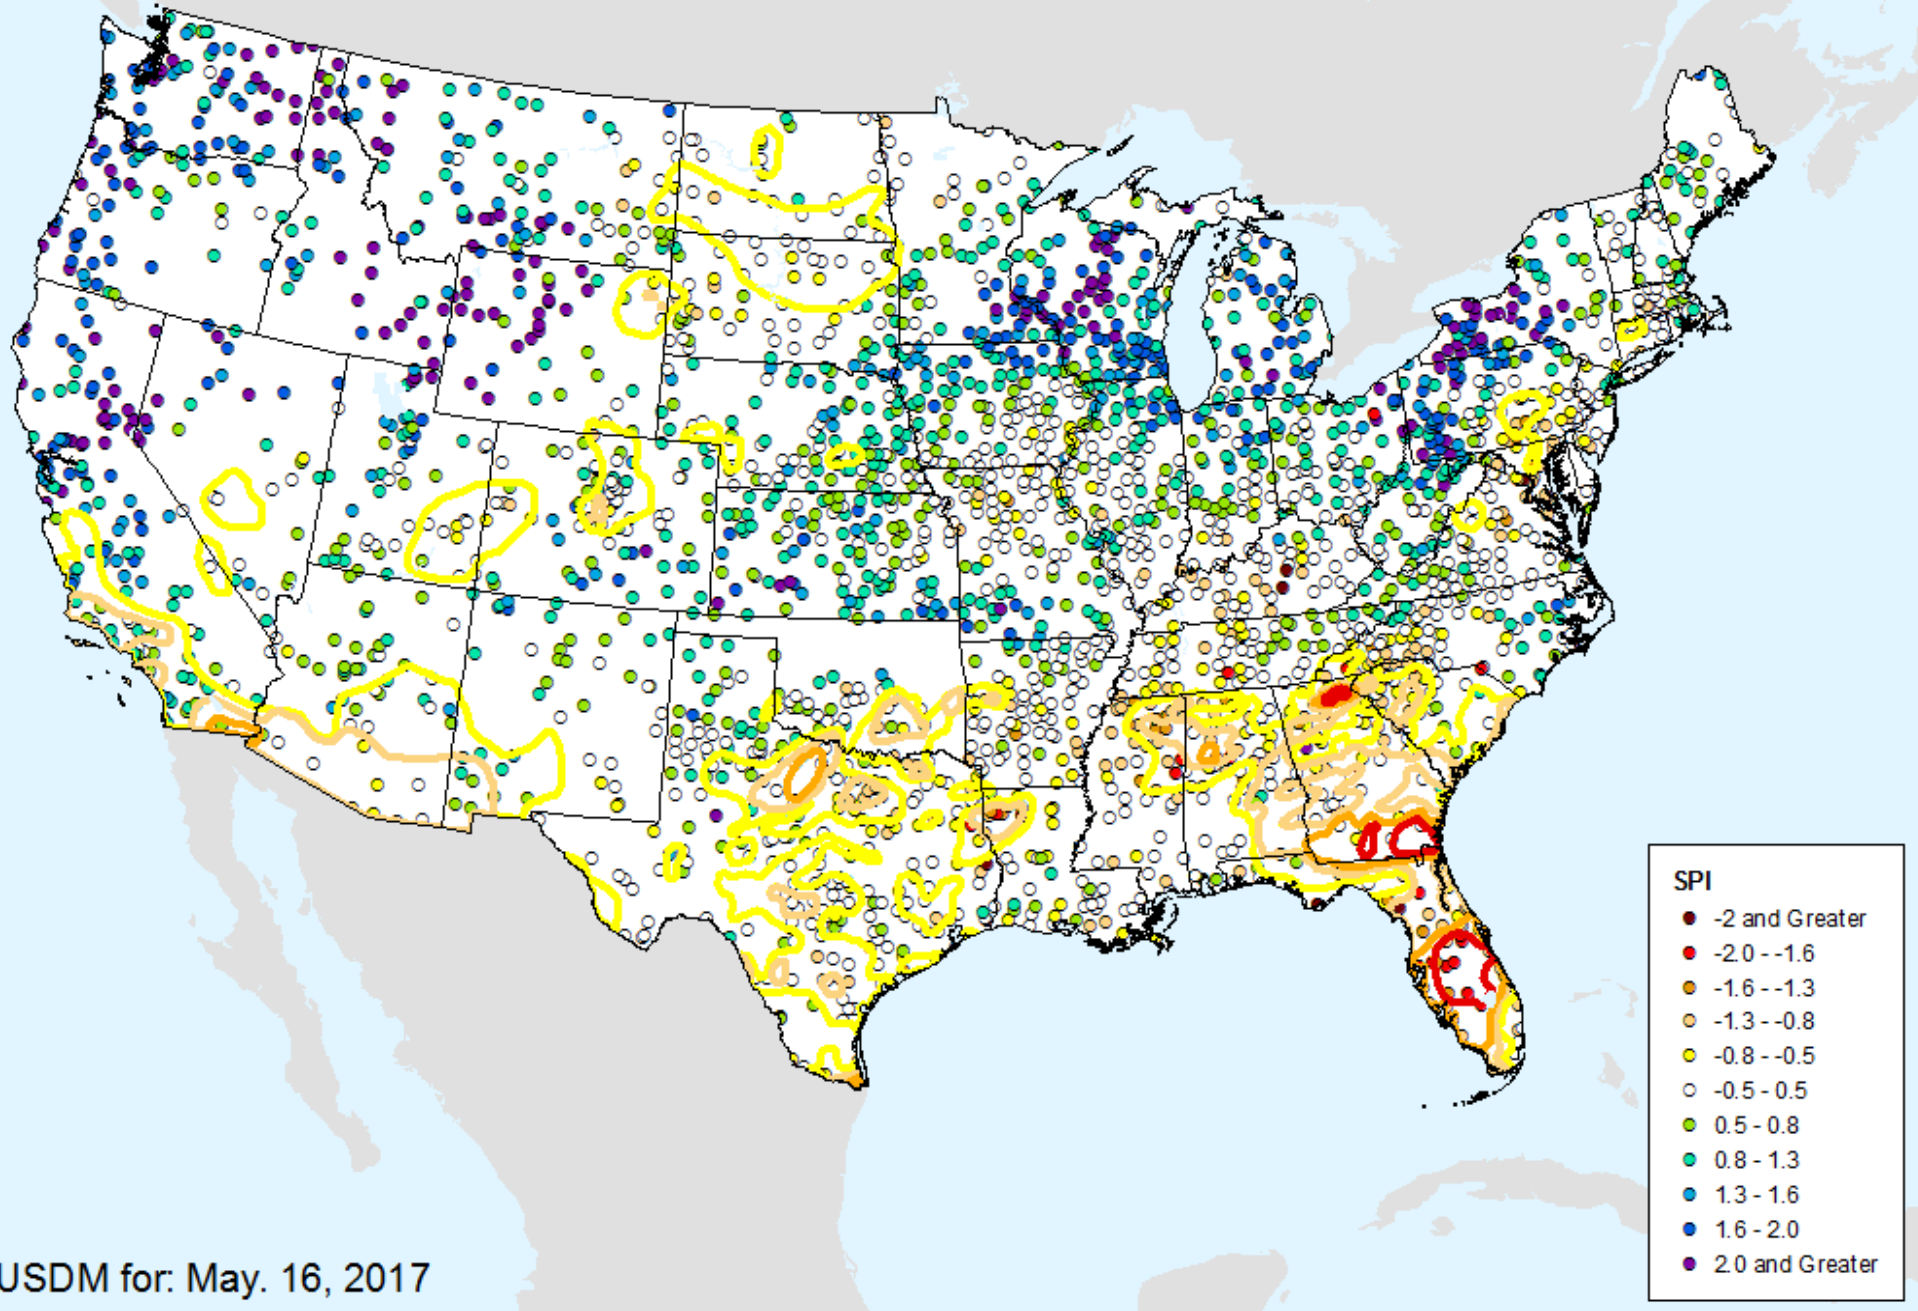 SPI
-2 and Greater
-2.0 - -1.6
-1.6 - -1.3
-1.3 - -0.8
-0.8 - -0.5
-0.5 - 0.5
0.5 - 0.8
0.8 - 1.3
1.3 - 1.6
1.6 - 2.0
2.0 and Greater
USDM for: May. 16, 2017